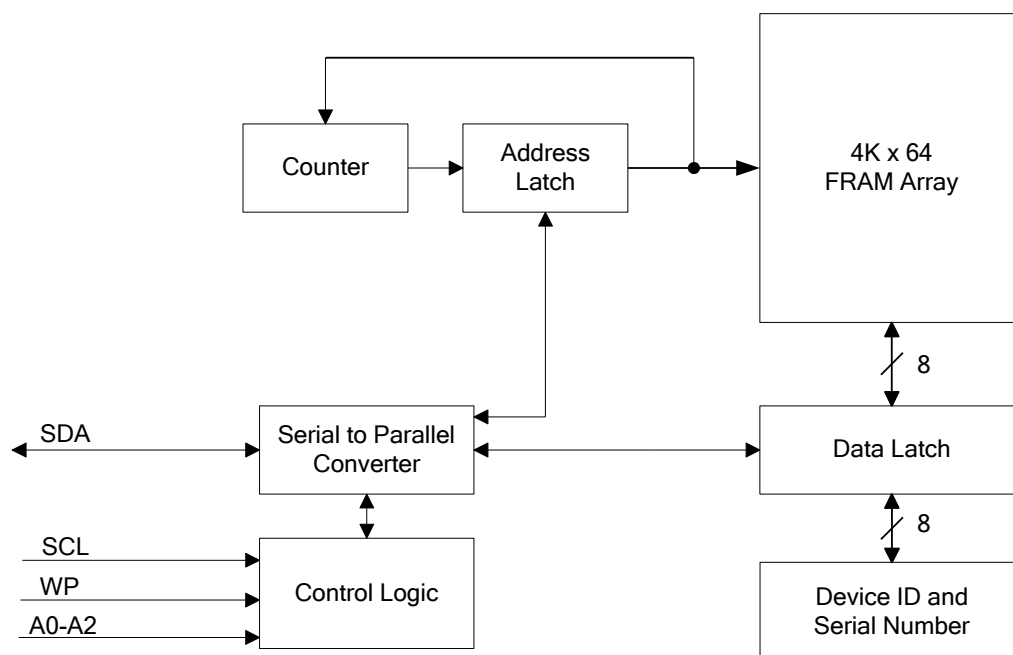 Counter
Address
Latch
4K x 64
FRAM Array
8
SDA
Serial to Parallel
Converter
Data Latch
8
SCL
WP
A0-A2
Control Logic
Device ID and
Serial Number